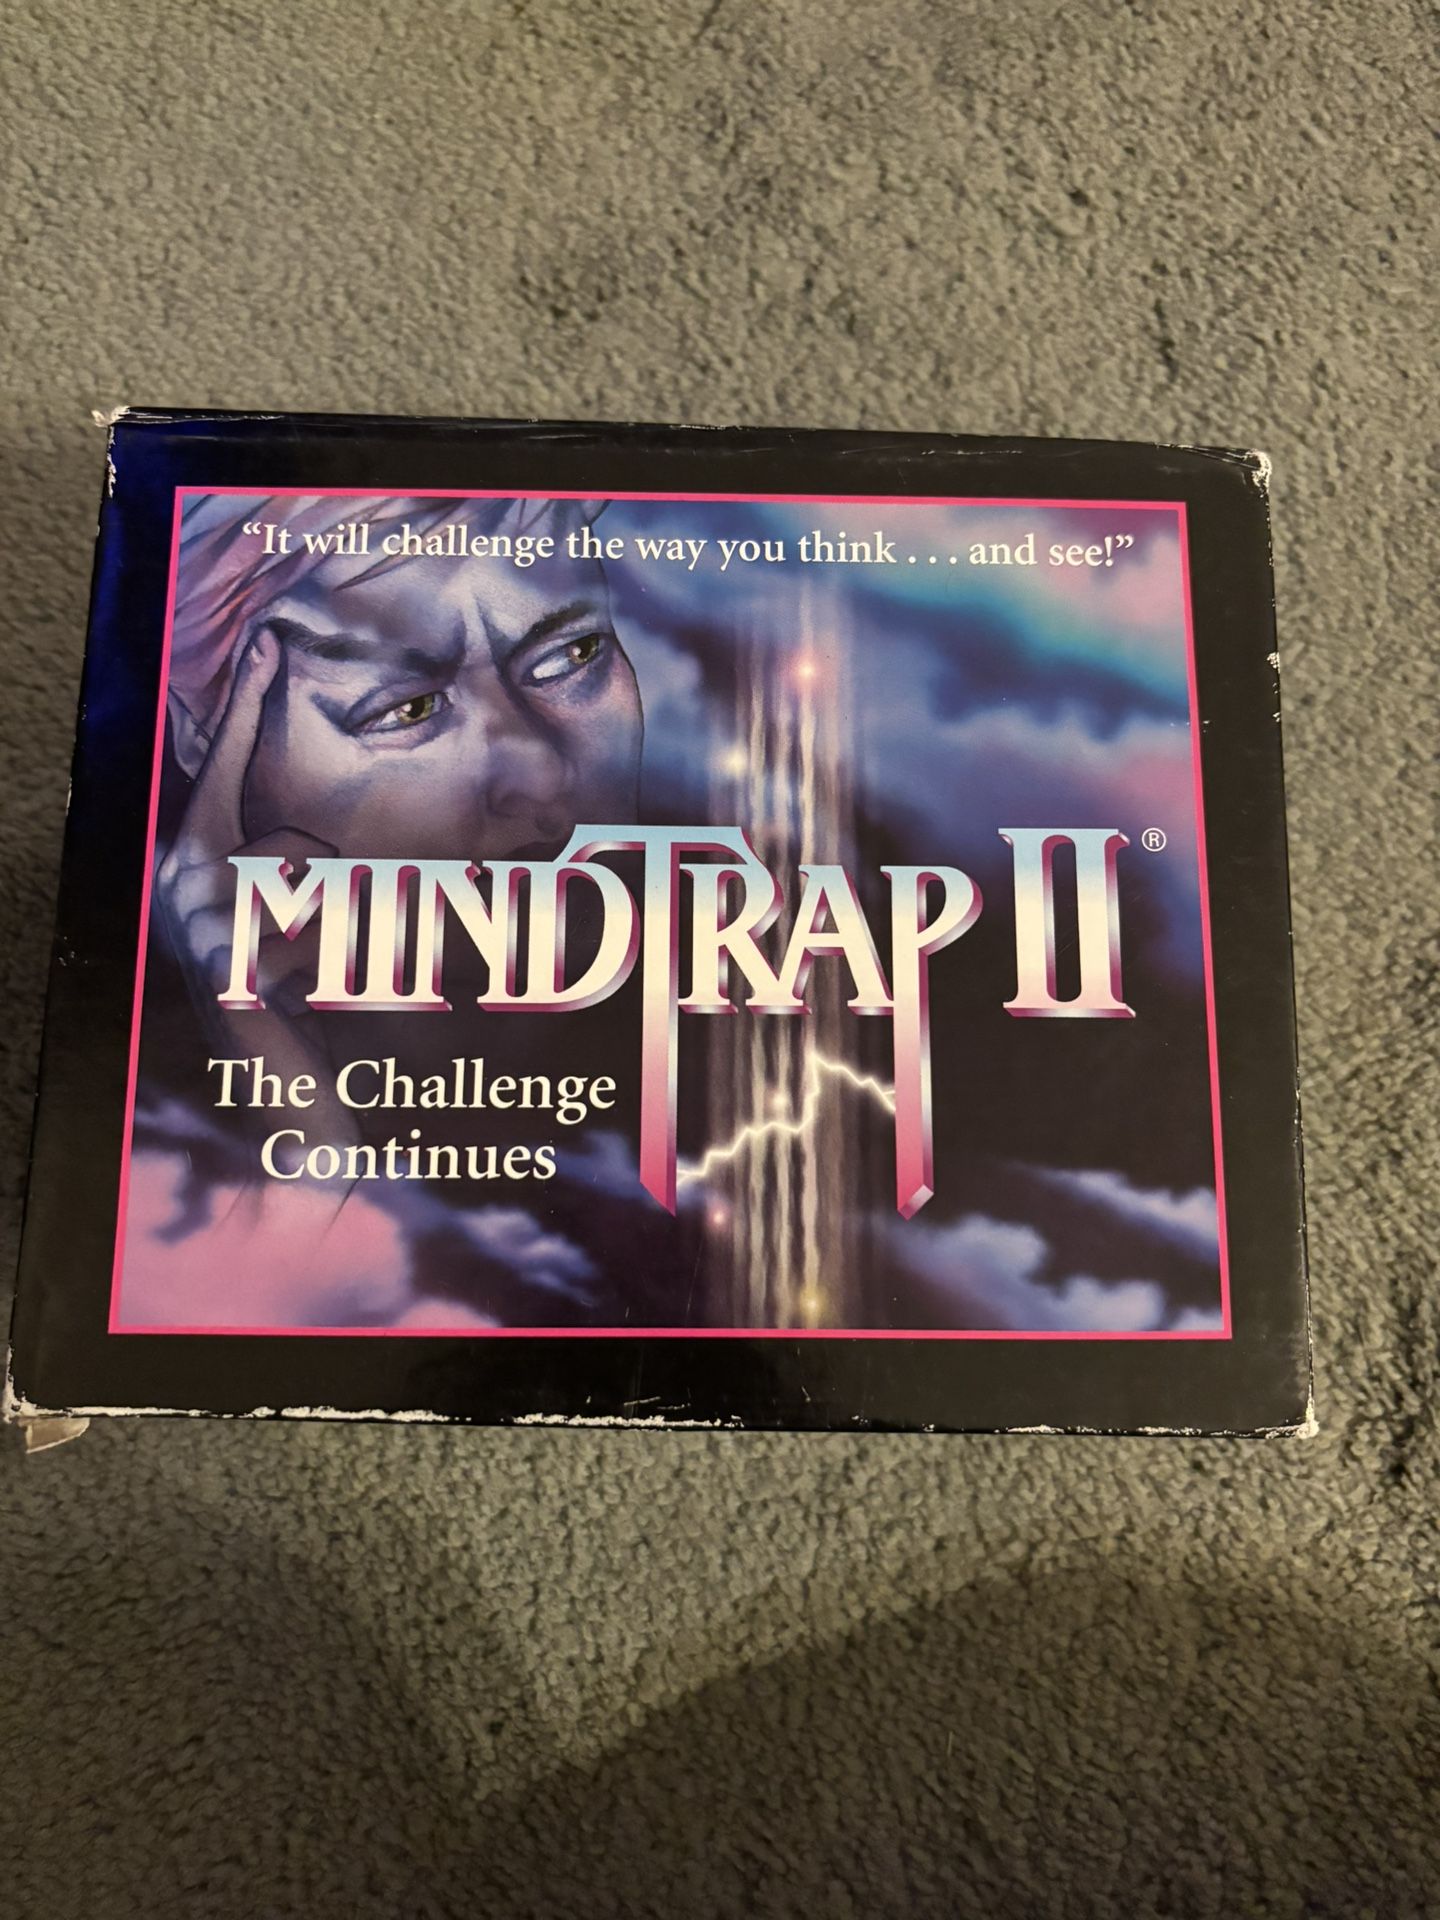 “It will challenge the way you think . . . and see!”
MINDTRAP II®
The Challenge
Continues